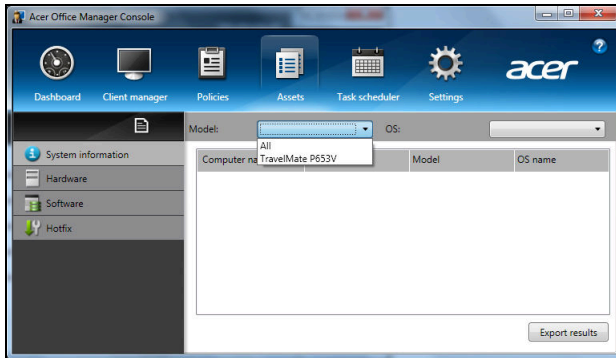 Acer Office Manager Console
Dashboard Client manager Policies Assets Task scheduler Settings acer ?
Model: OS:
All
TravelMate P653V
System information
Hardware
Software
Hotfix
Computer na Model OS name
Export results